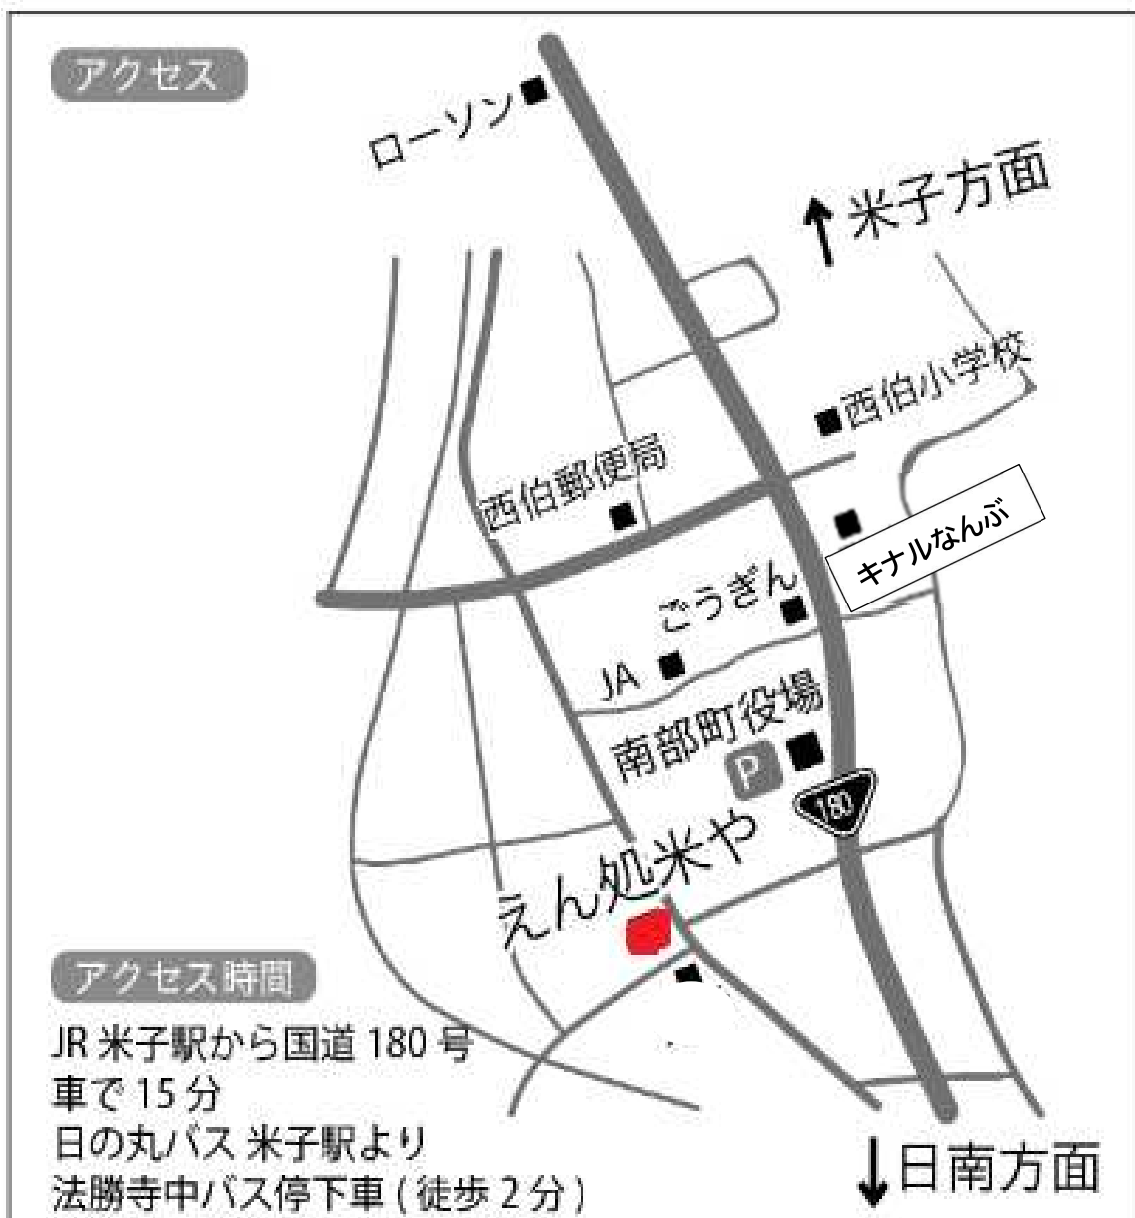 アクセス
ローソン
米子方面
西伯小学校
西伯郵便局
キナルなんぶ
ごうぎん
JA
南部町役場
P
180
えん処米や
アクセス時間
JR 米子駅から国道 180 号
車で 15 分
日の丸バス 米子駅より
法勝寺中バス停下車 ( 徒歩 2 分 )
日南方面